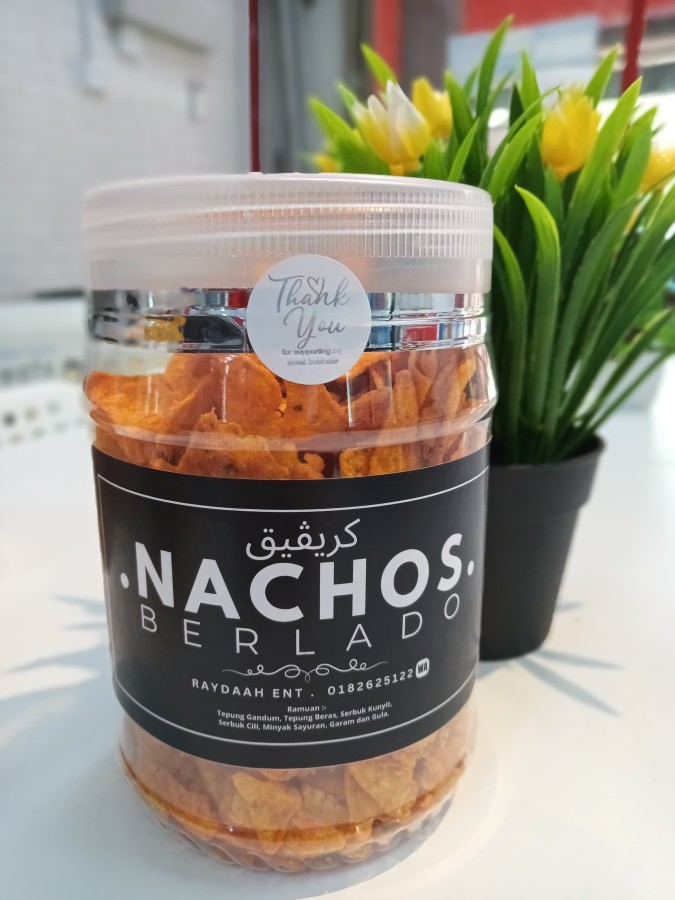 Thank
You
for supporting my
small business
كريڤيق
.NACHOS.
BERLADO
RAYDAAH ENT . 0182625122 WA
Ramuan :-
Tepung Gandum, Tepung Beras, Serbuk Kunyit,
Serbuk Cili, Minyak Sayuran, Garam dan Gula.